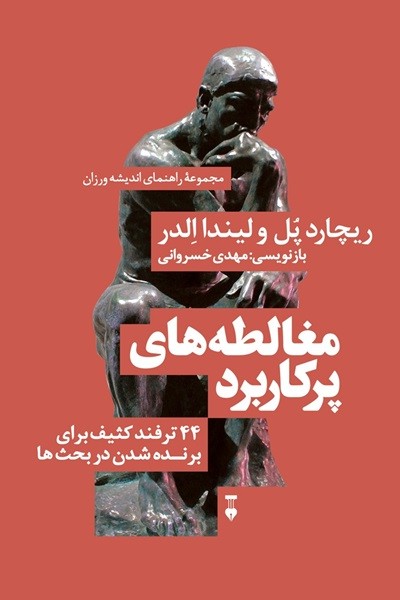 مجموعهٔ راهنمای اندیشه ورزان
ریچارد پُل و لیندا اِلدر
بازنویسی: مهدی خسروانی
مغالطه‌های
پرکاربرد
۴۴ ترفند کثیف برای
برنده شدن در بحث ها